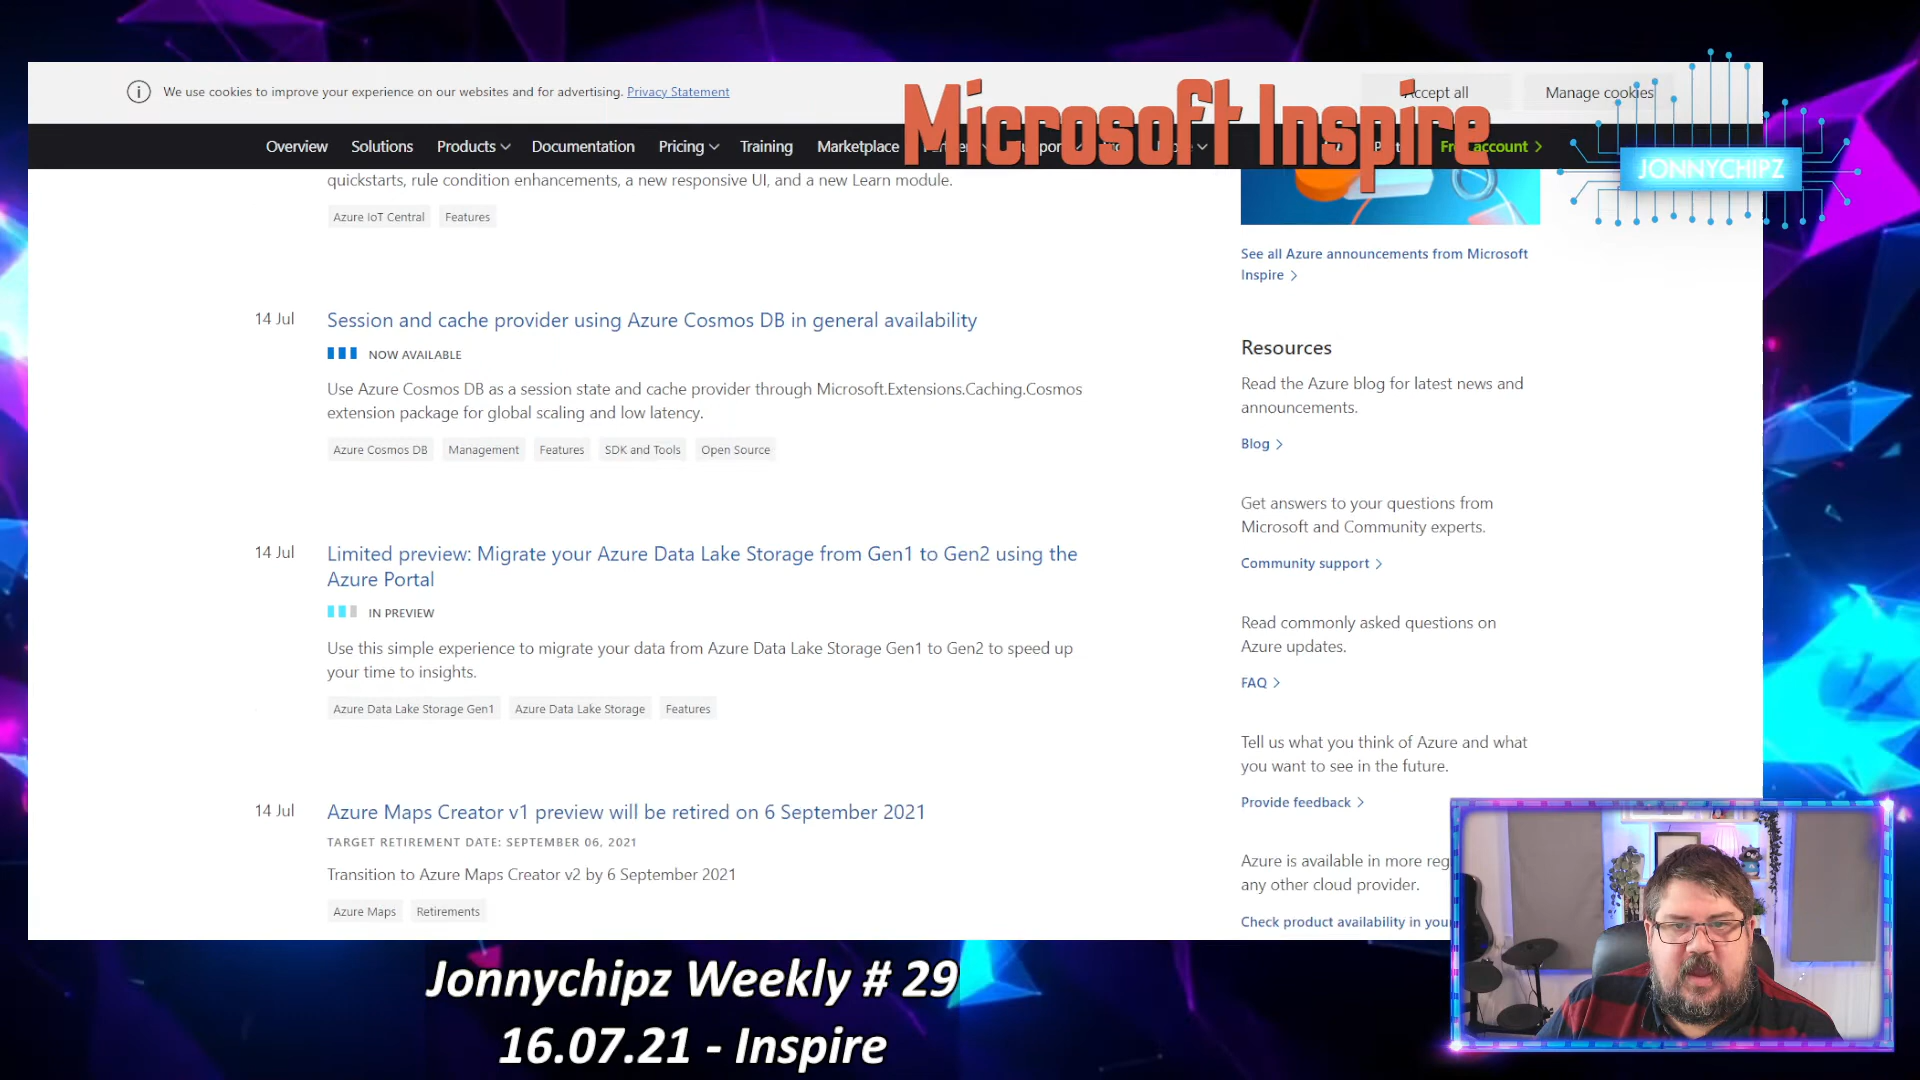 We use cookies to improve your experience on our websites and for advertising. Privacy Statement
Accept all
Manage cookies
Microsoft Inspire
JONNYCHIPZ
Overview Solutions Products Documentation Pricing Training Marketplace
Free account
quickstarts, rule condition enhancements, a new responsive UI, and a new Learn module.
Azure IoT Central Features
14 Jul
Session and cache provider using Azure Cosmos DB in general availability
NOW AVAILABLE
Use Azure Cosmos DB as a session state and cache provider through Microsoft.Extensions.Caching.Cosmos
extension package for global scaling and low latency.
Azure Cosmos DB Management Features SDK and Tools Open Source
14 Jul
Limited preview: Migrate your Azure Data Lake Storage from Gen1 to Gen2 using the
Azure Portal
IN PREVIEW
Use this simple experience to migrate your data from Azure Data Lake Storage Gen1 to Gen2 to speed up
your time to insights.
Azure Data Lake Storage Gen1 Azure Data Lake Storage Features
14 Jul
Azure Maps Creator v1 preview will be retired on 6 September 2021
TARGET RETIREMENT DATE: SEPTEMBER 06, 2021
Transition to Azure Maps Creator v2 by 6 September 2021
Azure Maps Retirements
See all Azure announcements from Microsoft
Inspire
Resources
Read the Azure blog for latest news and
announcements.
Blog
Get answers to your questions from
Microsoft and Community experts.
Community support
Read commonly asked questions on
Azure updates.
FAQ
Tell us what you think of Azure and what
you want to see in the future.
Provide feedback
Azure is available in more reg
any other cloud provider.
Check product availability in your
Jonnychipz Weekly # 29
16.07.21 - Inspire